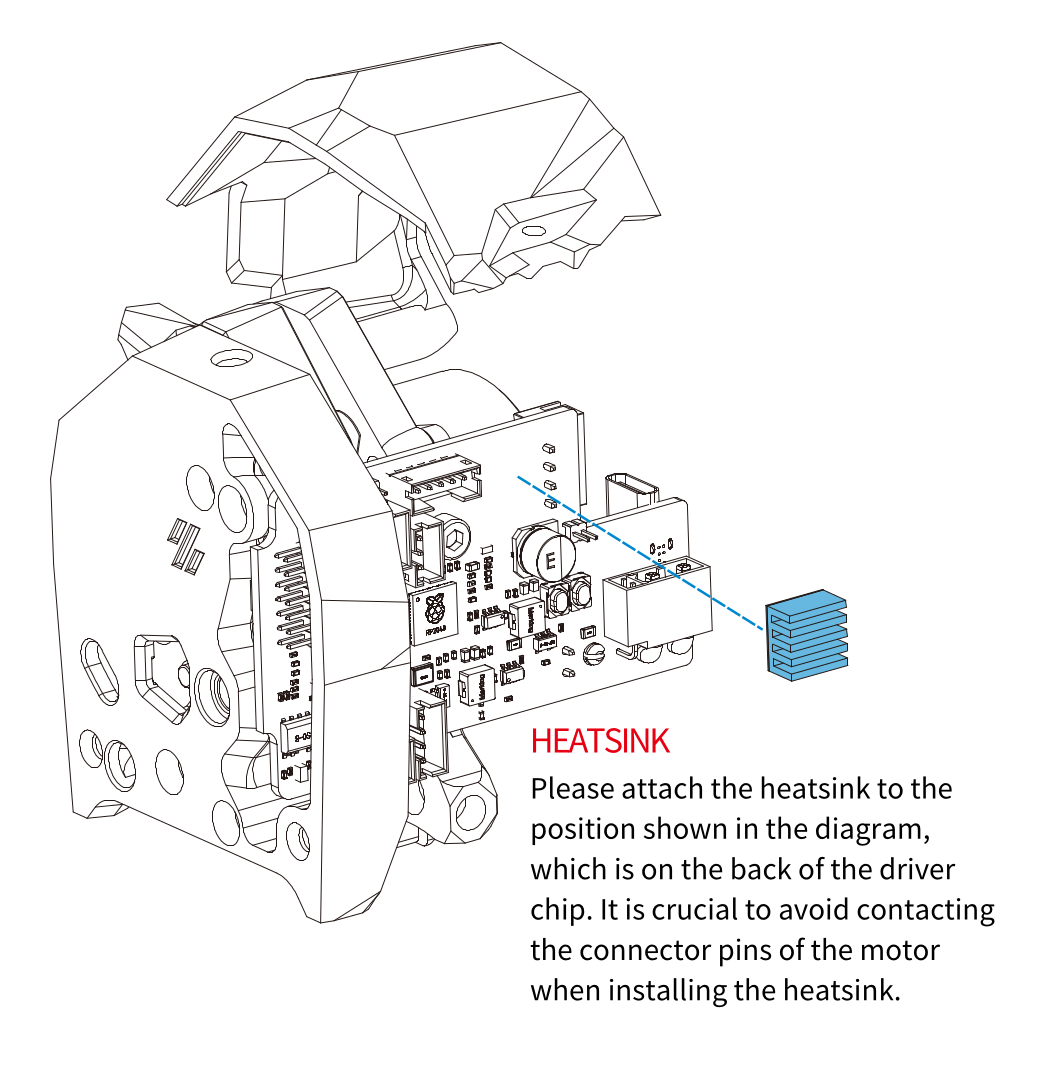 E
RP2040
HEATSINK
Please attach the heatsink to the
position shown in the diagram,
which is on the back of the driver
chip. It is crucial to avoid contacting
the connector pins of the motor
when installing the heatsink.